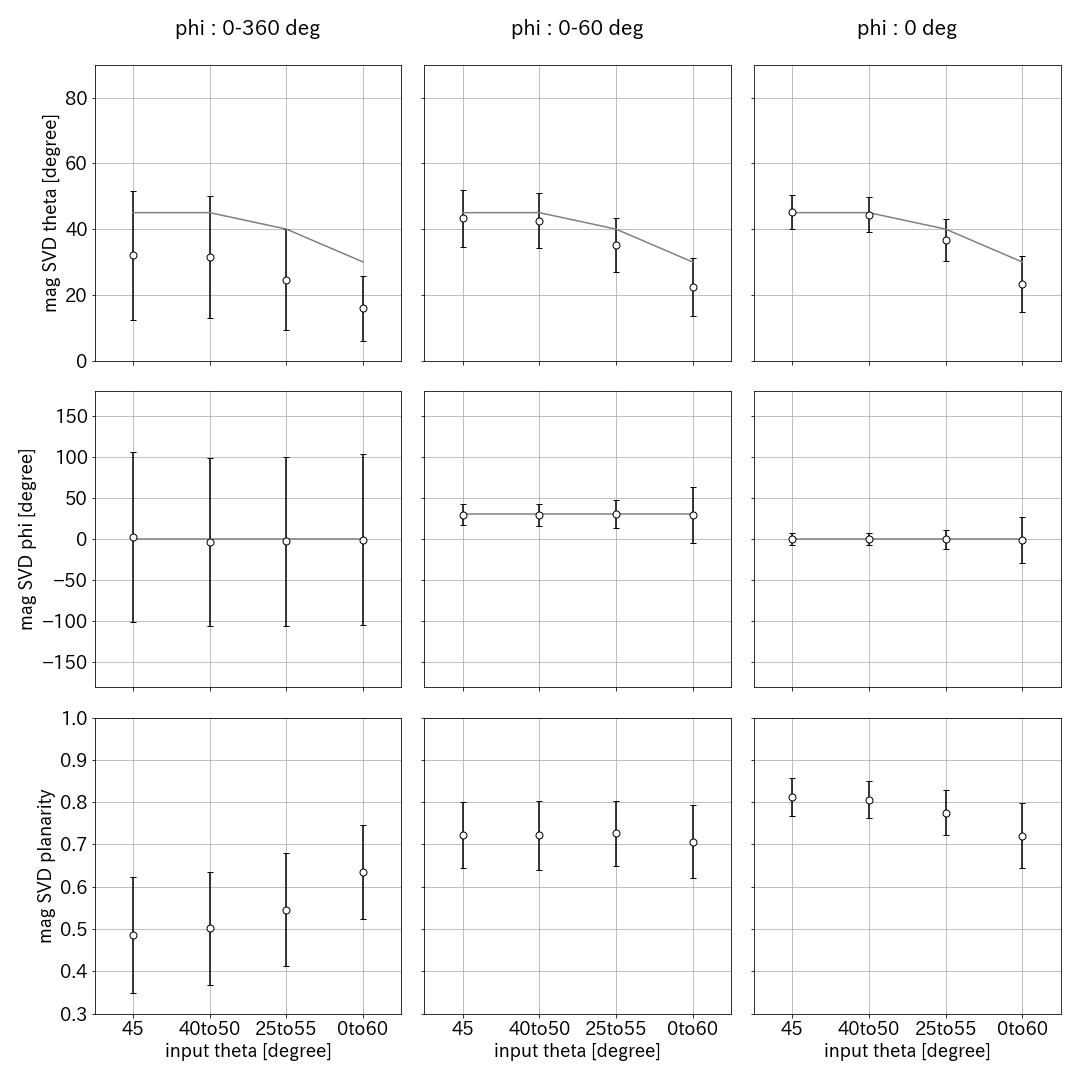 phi : 0-360 deg
phi : 0-60 deg
phi : 0 deg
mag SVD theta [degree]
80
60
40
20
0
mag SVD phi [degree]
150
100
50
0
−50
−100
−150
mag SVD planarity
1.0
0.9
0.8
0.7
0.6
0.5
0.4
0.3
45 40to50 25to55 0to60
45 40to50 25to55 0to60
45 40to50 25to55 0to60
input theta [degree]
input theta [degree]
input theta [degree]